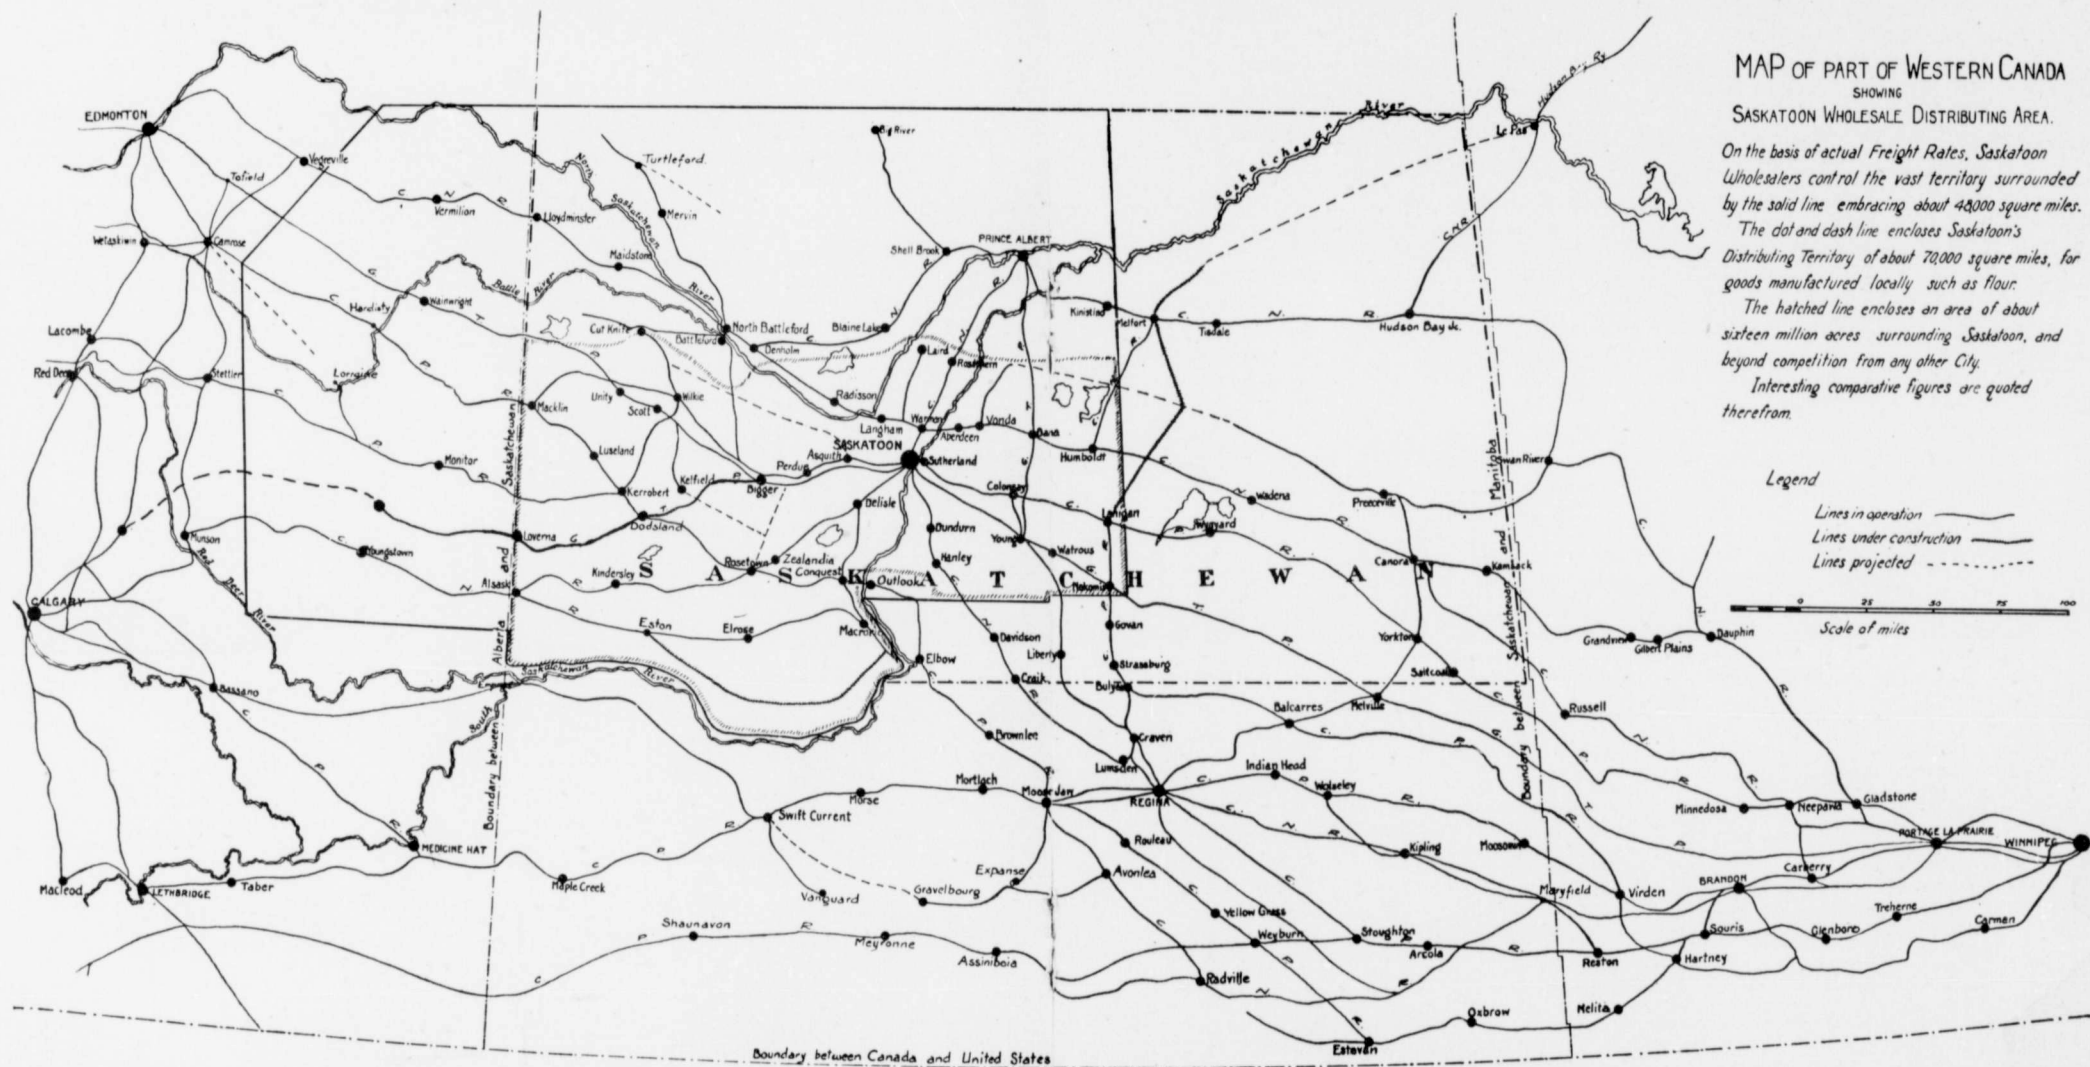 MAP OF PART OF WESTERN CANADA
SHOWING
SASKATOON WHOLESALE DISTRIBUTING AREA.
On the basis of actual Freight Rates, Saskatoon
Wholesalers control the vast territory surrounded
by the solid line embracing about 48,000 square miles.
The dot and dash line encloses Saskatoon's
Distributing Territory of about 70,000 square miles, for
goods manufactured locally such as flour.
The hatched line encloses an area of about
sixteen million acres surrounding Saskatoon, and
beyond competition from any other City.
Interesting comparative figures are quoted
therefrom.
Legend
Lines in operation
Lines under construction
Lines projected
0 25 50 75 100
Scale of miles
Hudson Bay Ry
Le Pas
Saskatchewan River
EDMONTON
Big River
Vegreville
Turtleford.
Tofield
North Saskatchewan River
C N R
Vermilion
Lloydminster
Mervin
Wetaskiwin
Camrose
Shell Brook
PRINCE ALBERT
C.N.R.
Maidstone
Battle River
Hardisty
Wainwright
Kinistino
Melfort
C. N. R.
Tisdale
Hudson Bay Jc.
Lacombe
Cut Knife
North Battleford
Battleford
Blaine Lake
Denholm
Laird
Rosthern
Red Deer
Stettler
Lorraine
Macklin
Unity
Scott
Wilkie
Radisson
Langham
Warman
Aberdeen
Vonda
Dana
SASKATOON
Sutherland
Humboldt
Monitor
Luseland
Asquith
Perdue
Biggar
Kelfield
Kerrobert
Swan River
Colonsay
Wadena
Preeceville
Delisle
Dodsland
Dundurn
Lanigan
Wynyard
Munson
Youngstown
Loverna
Young
Watrous
Hanley
Zealandia
Rosetown
Conquest
Outlook
Canora
Kamsack
SASKATCHEWAN
Alsask
Kindersley
Nokomis
CALGARY
Red Deer River
Eston
Elrose
Macrorie
Davidson
Govan
Yorkton
Grandview
Gilbert Plains
Dauphin
Elbow
Liberty
Strassburg
Saltcoats
South Saskatchewan River
Bassano
Craik
Bulyea
Melville
Balcarres
Russell
Brownlee
Craven
Lumsden
Indian Head
Wolseley
Morse
Mortlach
Moose Jaw
REGINA
Minnedosa
Neepawa
Gladstone
Swift Current
Rouleau
Kipling
Moosomin
PORTAGE LA PRAIRIE
WINNIPEG
MEDICINE HAT
Macleod
LETHBRIDGE
Taber
Maple Creek
C P R
Vanguard
Gravelbourg
Expanse
Avonlea
Maryfield
Virden
BRANDON
Carberry
Yellow Grass
Treherne
Shaunavon
Meyronne
Assiniboia
Weyburn
Stoughton
Arcola
Reston
Souris
Glenboro
Carman
Hartney
Radville
Melita
Oxbow
Estevan
Boundary between Alberta and Saskatchewan
Boundary between Saskatchewan and Manitoba
Boundary between Canada and United States